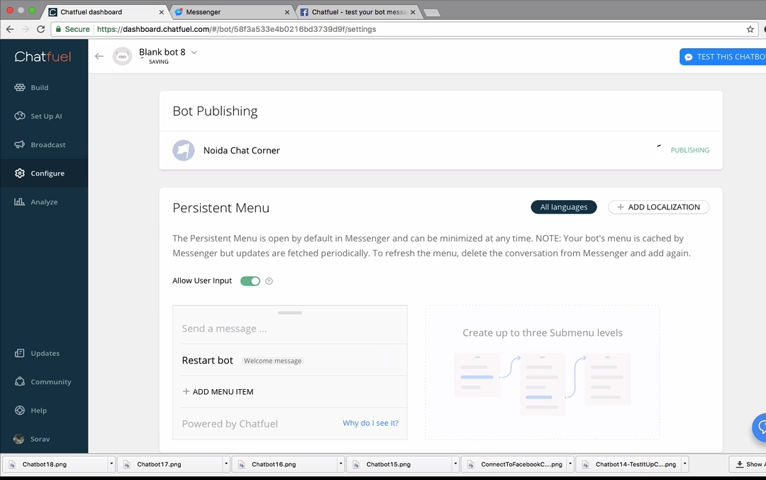 Chatfuel dashboard
Messenger
Chatfuel - test your bot messa
Secure https://dashboard.chatfuel.com/#/bot/58f3a533e4b0216bd3739d9f/settings
Chatfuel
Blank bot 8
SAVING
TEST THIS CHATBO
Build
Set Up AI
Broadcast
Configure
Analyze
Updates
Community
Help
Sorav
Bot Publishing
Noida Chat Corner
PUBLISHING
Persistent Menu
All languages
+ ADD LOCALIZATION
The Persistent Menu is open by default in Messenger and can be minimized at any time. NOTE: Your bot's menu is cached by
Messenger but updates are fetched periodically. To refresh the menu, delete the conversation from Messenger and add again.
Allow User Input ?
Send a message ...
Restart bot Welcome message
+ ADD MENU ITEM
Powered by Chatfuel Why do I see it?
Create up to three Submenu levels
Chatbot18.png
Chatbot17.png
Chatbot16.png
Chatbot15.png
ConnectToFacebookC....png
Chatbot14-TestItUpC....png
Show A